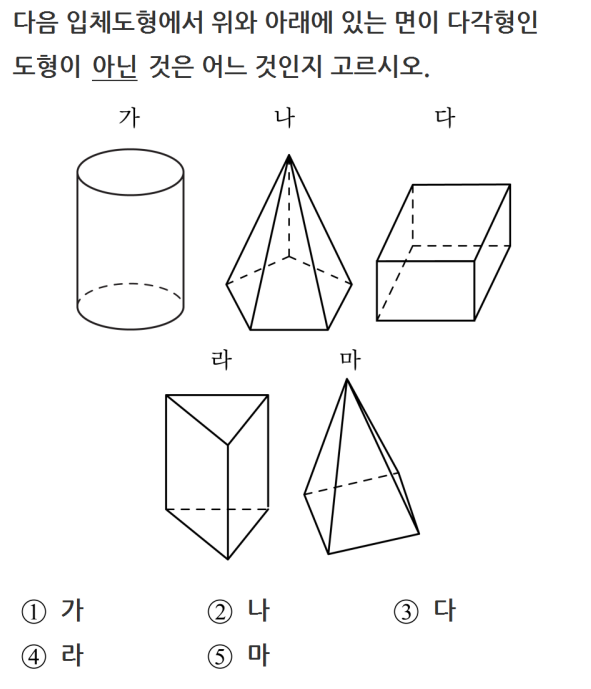 다음 입체도형에서 위와 아래에 있는 면이 다각형인
도형이 아닌 것은 어느 것인지 고르시오.
가 나 다
라 마
① 가 ② 나 ③ 다
④ 라 ⑤ 마